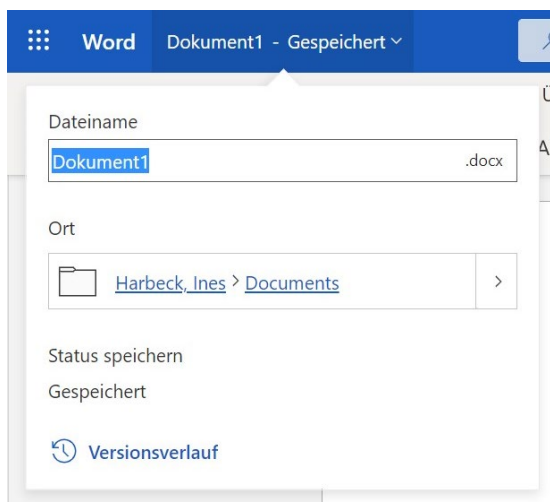 Word Dokument1 - Gespeichert
Dateiname
Dokument1 .docx
Ort
Harbeck, Ines > Documents >
Status speichern
Gespeichert
Versionsverlauf